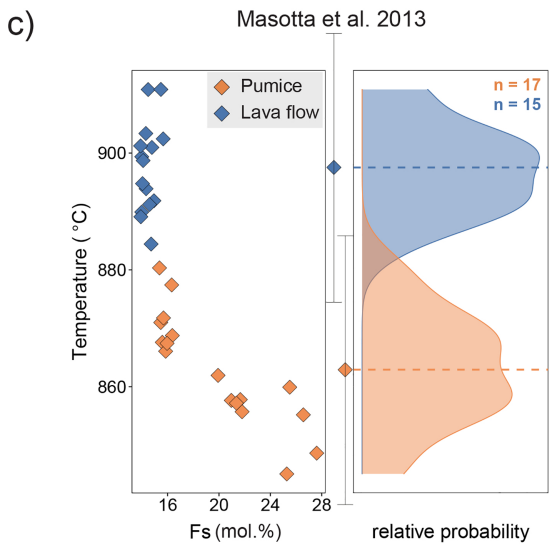 c)
Masotta et al. 2013
Pumice
Lava flow
n = 17
n = 15
900
880
860
Temperature ( °C)
16
20
24
28
Fs (mol.%)
relative probability